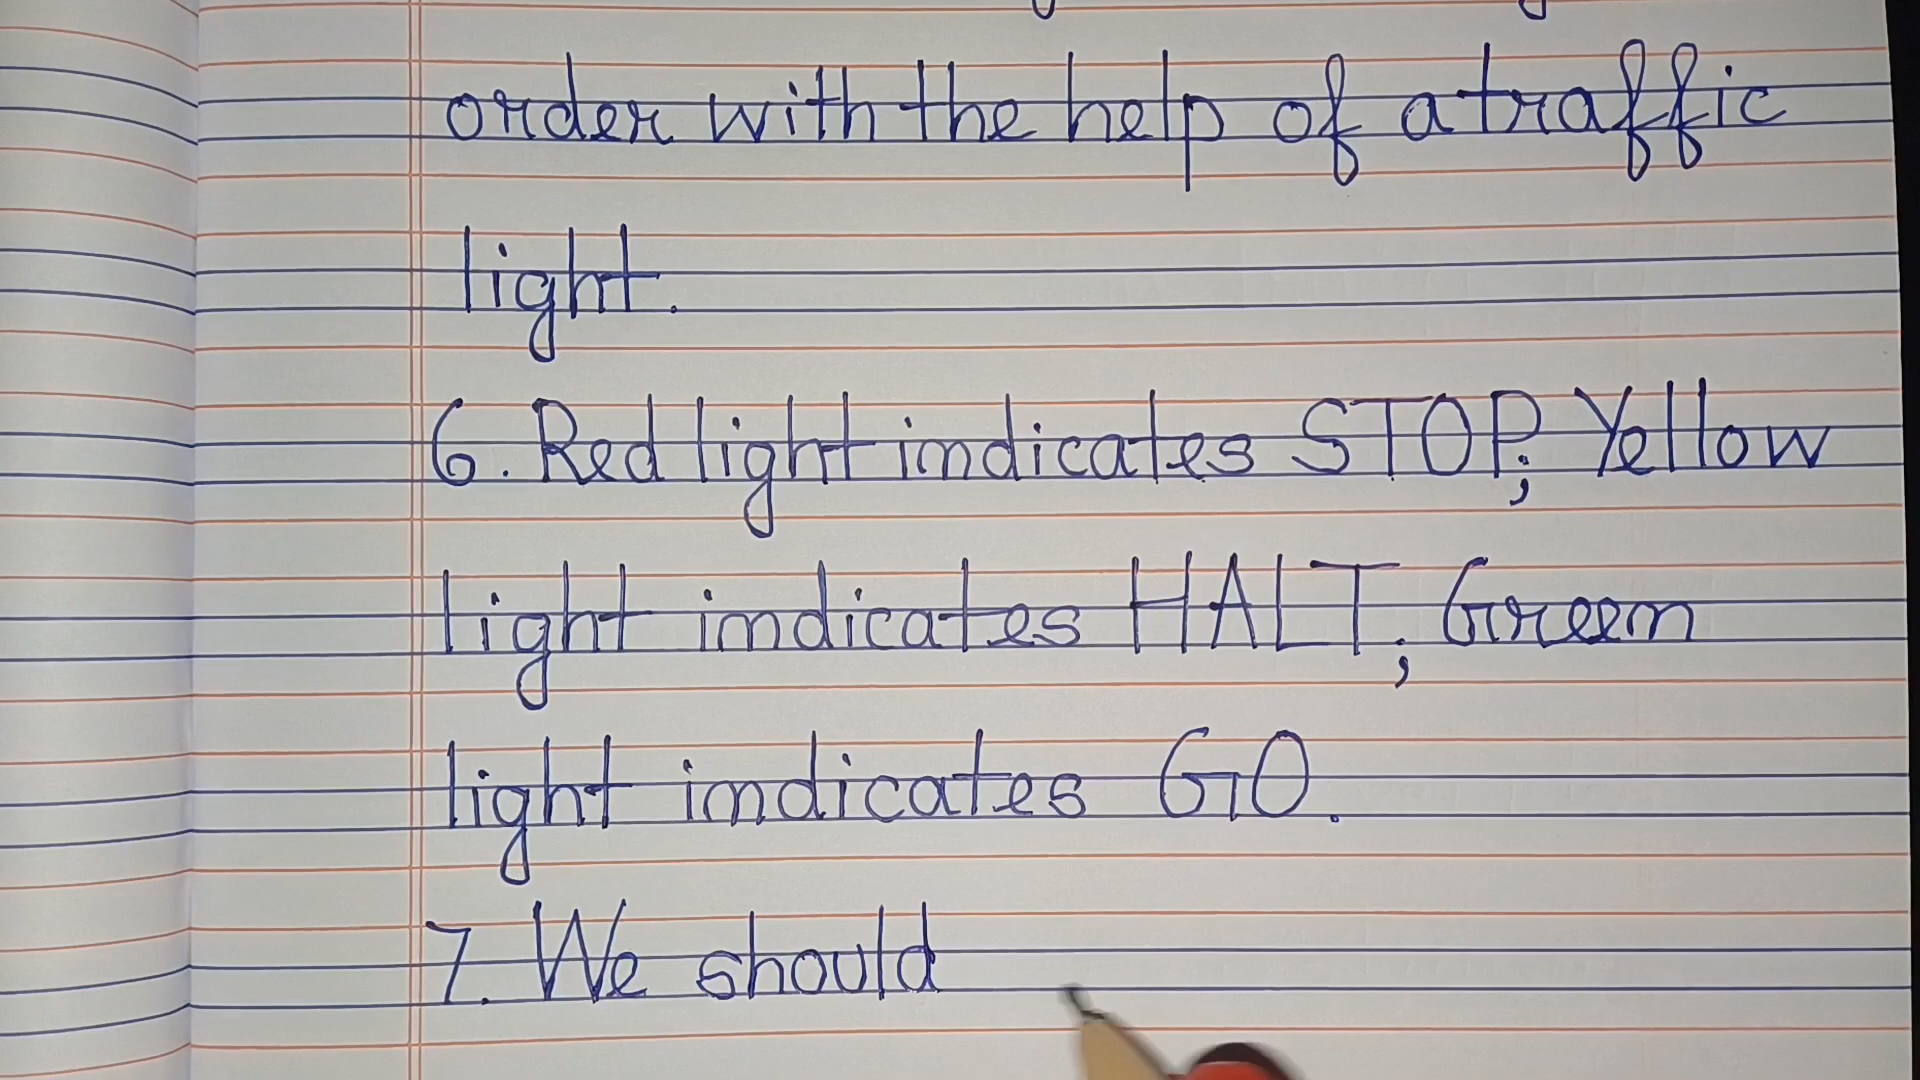 order with the help of a traffic
light.
6. Red light indicates STOP; Yellow
light indicates HALT; Green
light indicates GO.
7. We should